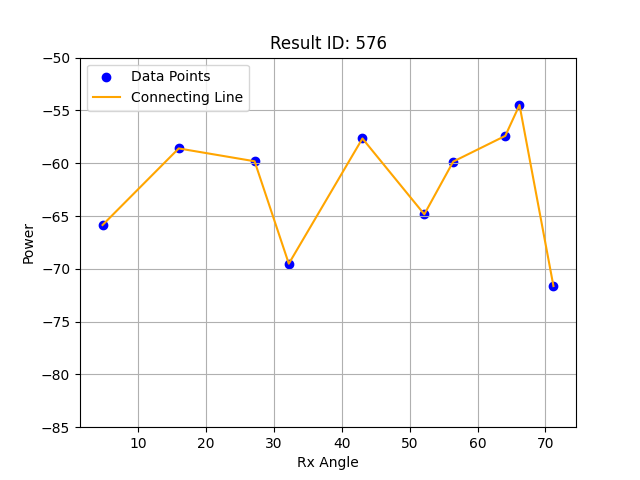 Result ID: 576
Data Points
Connecting Line
Power
−50
−55
−60
−65
−70
−75
−80
−85
10 20 30 40 50 60 70
Rx Angle